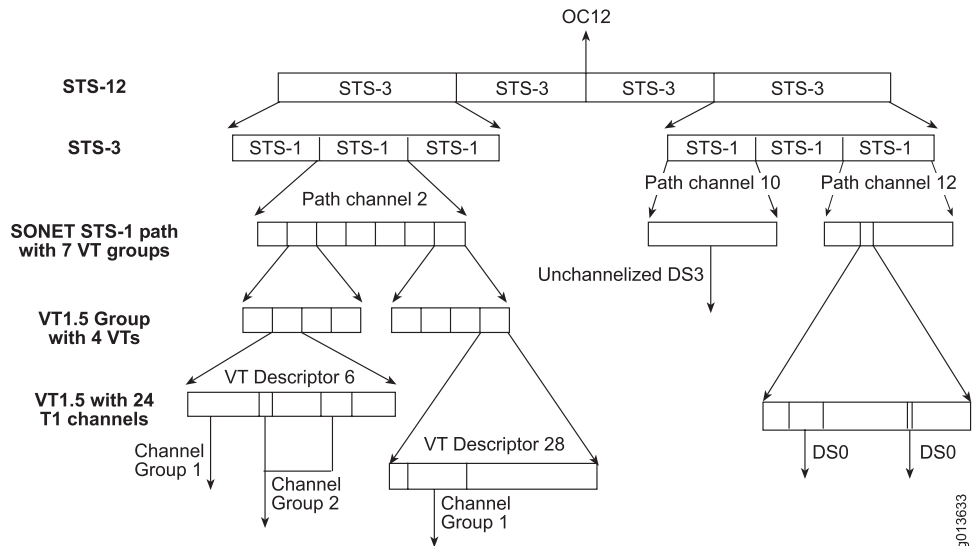 OC12
STS-12
STS-3 STS-3 STS-3 STS-3
STS-3
STS-1 STS-1 STS-1
STS-1 STS-1 STS-1
Path channel 2
Path channel 10
Path channel 12
SONET STS-1 path
with 7 VT groups
Unchannelized DS3
VT1.5 Group
with 4 VTs
VT Descriptor 6
VT1.5 with 24
T1 channels
VT Descriptor 28
Channel
Group 1
DS0
DS0
Channel
Group 2
Channel
Group 1
g013633